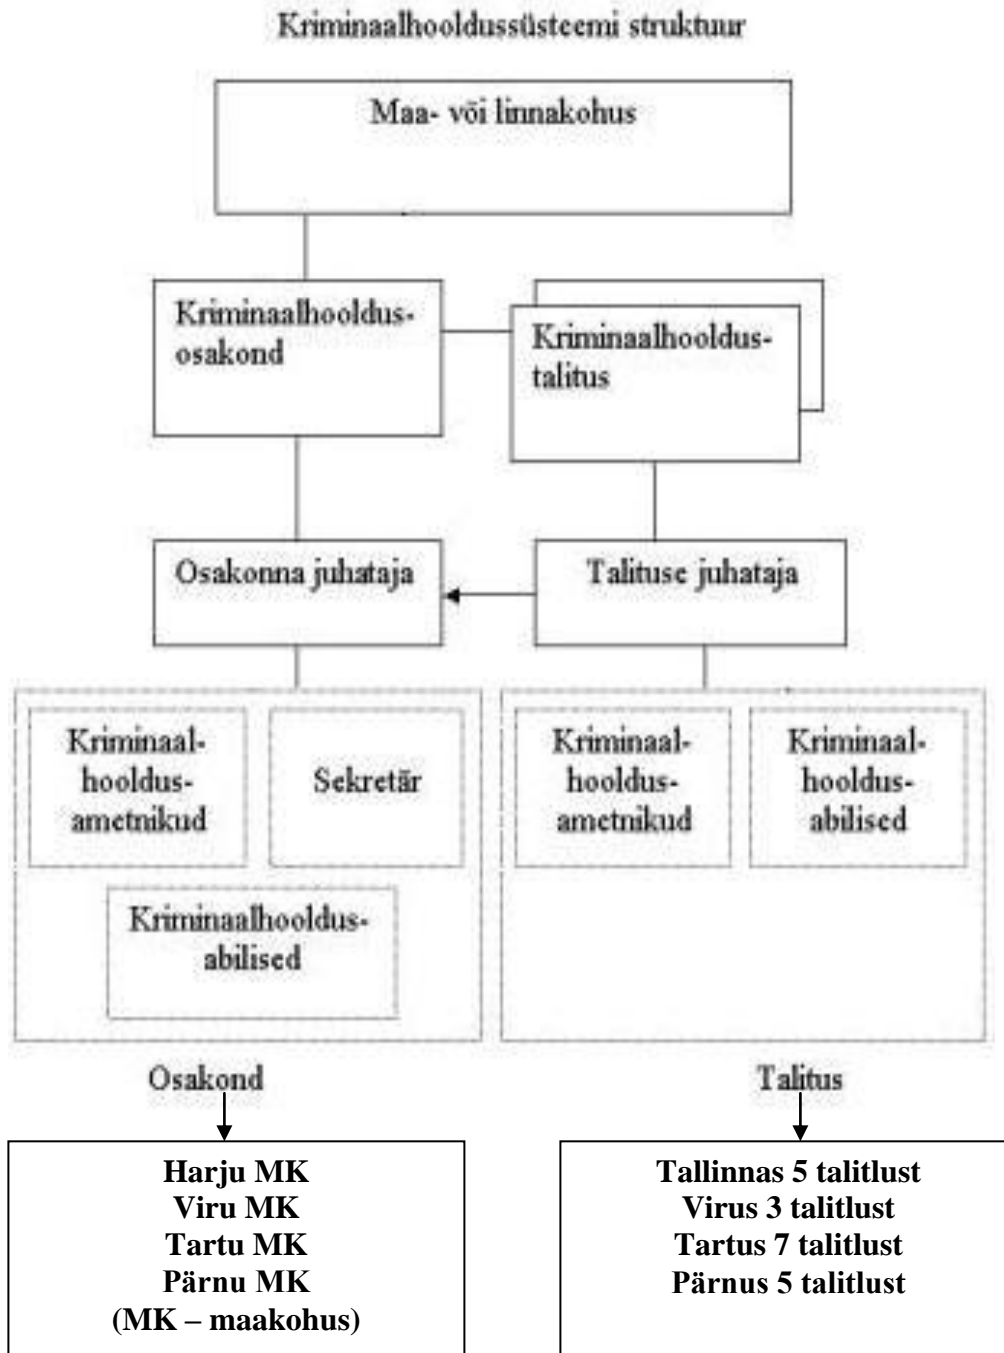 Kriminaalhooldussüsteemi struktuur
Maa- või linnakohus
Kriminaalhooldus-
osakond
Kriminaalhooldus-
talitus
Osakonna juhataja
Talituse juhataja
Kriminaal-
hooldus-
ametnikud
Sekretär
Kriminaalhooldus-
abilised
Kriminaal-
hooldus-
ametnikud
Kriminaal-
hooldus-
abilised
Osakond
Talitus
Harju MK
Viru MK
Tartu MK
Pärnu MK
(MK – maakohus)
Tallinnas 5 talitlust
Virus 3 talitlust
Tartus 7 talitlust
Pärnus 5 talitlust